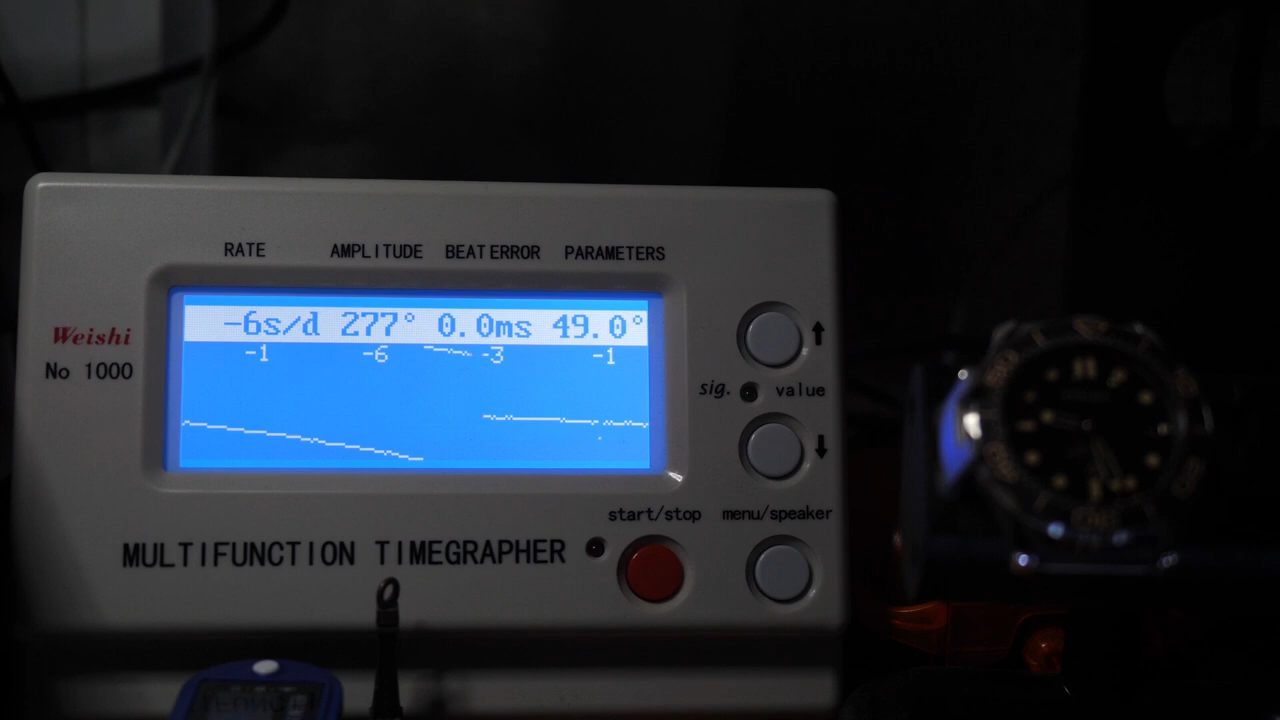 RATE AMPLITUDE BEAT ERROR PARAMETERS
-6s/d 277° 0.0ms 49.0°
-1 -6 -3 -1
Weishi
No 1000
sig. value
start/stop menu/speaker
MULTIFUNCTION TIMEGRAPHER